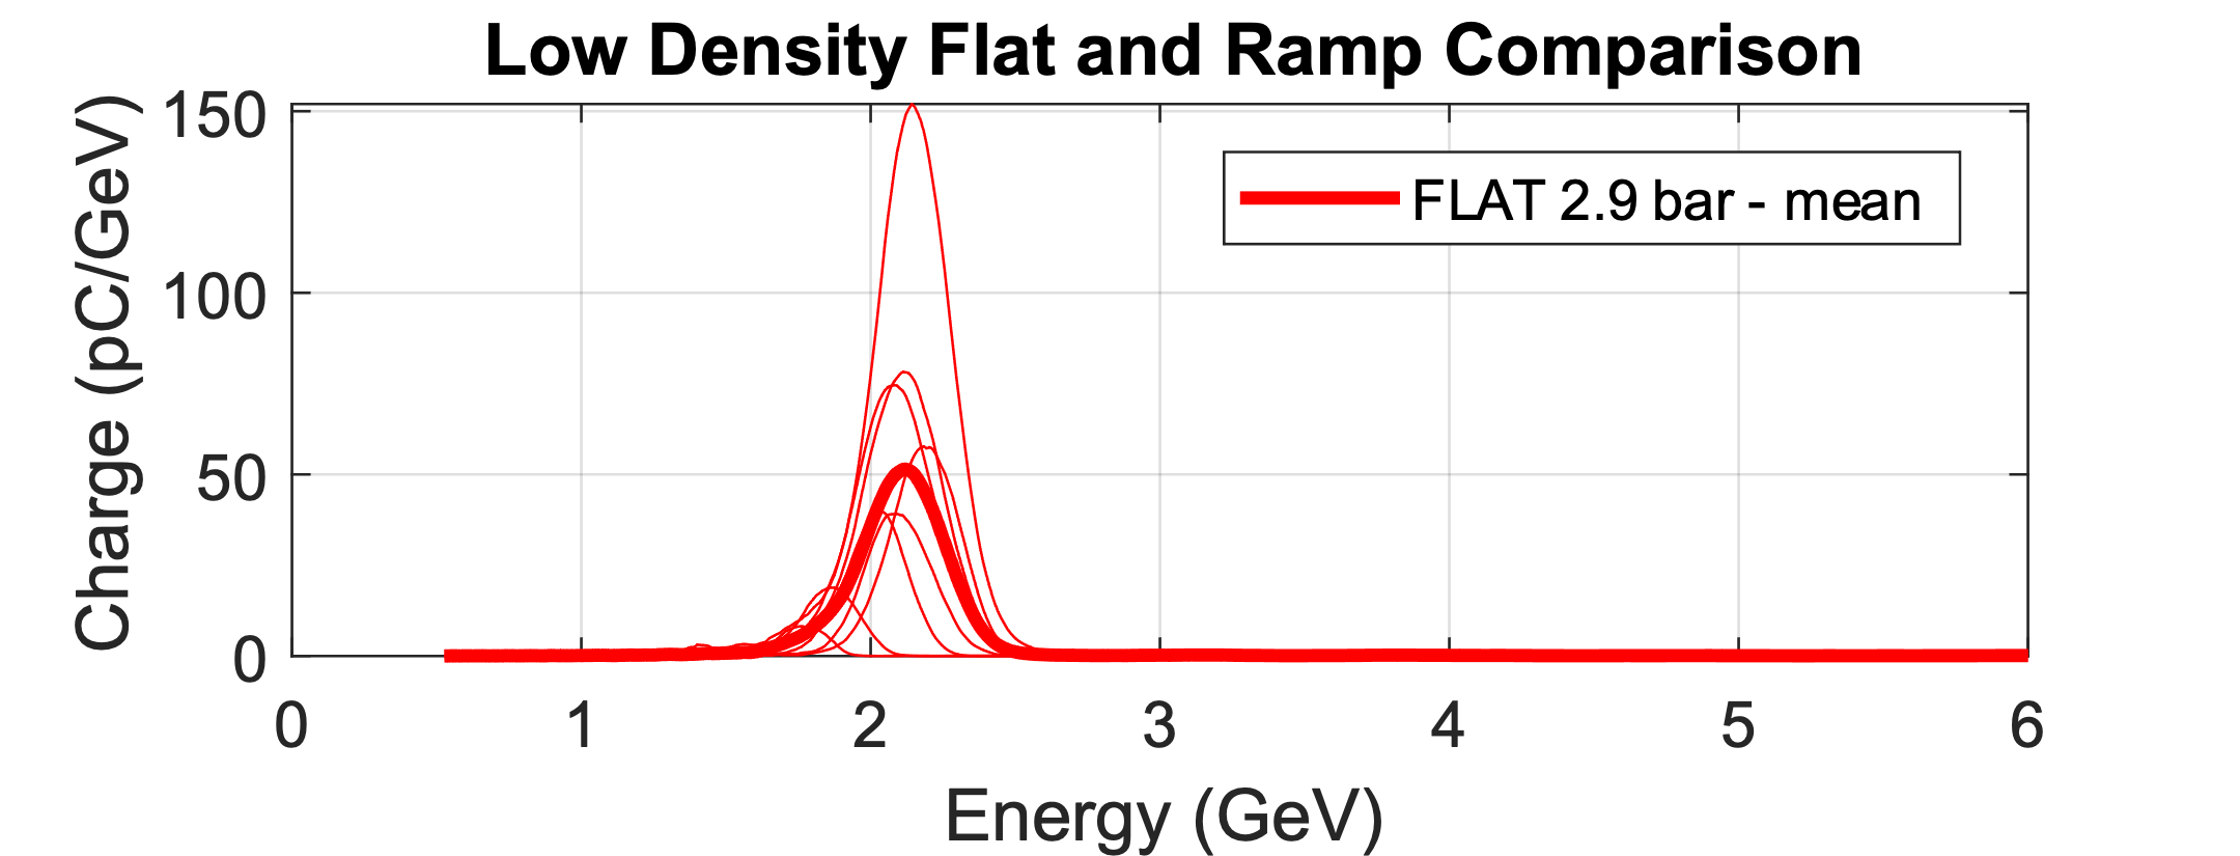 Low Density Flat and Ramp Comparison
Charge (pC/GeV)
150
100
50
0
FLAT 2.9 bar - mean
0 1 2 3 4 5 6
Energy (GeV)